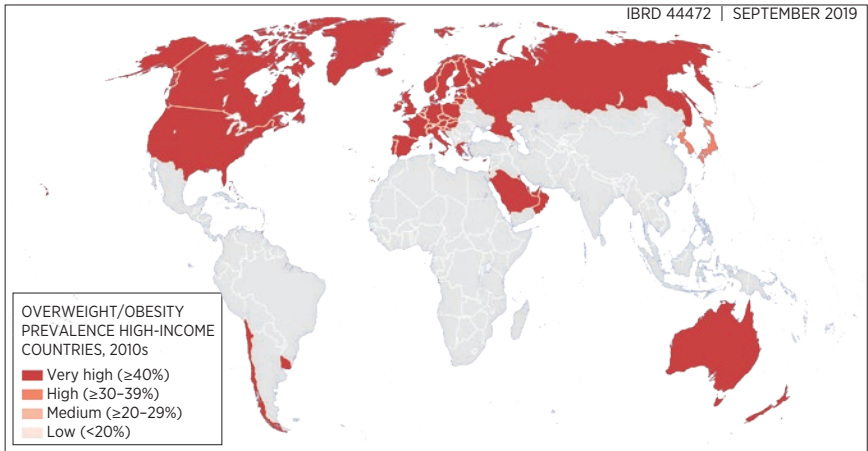 IBRD 44472 | SEPTEMBER 2019
OVERWEIGHT/OBESITY
PREVALENCE HIGH-INCOME
COUNTRIES, 2010s
Very high (≥40%)
High (≥30–39%)
Medium (≥20–29%)
Low (<20%)